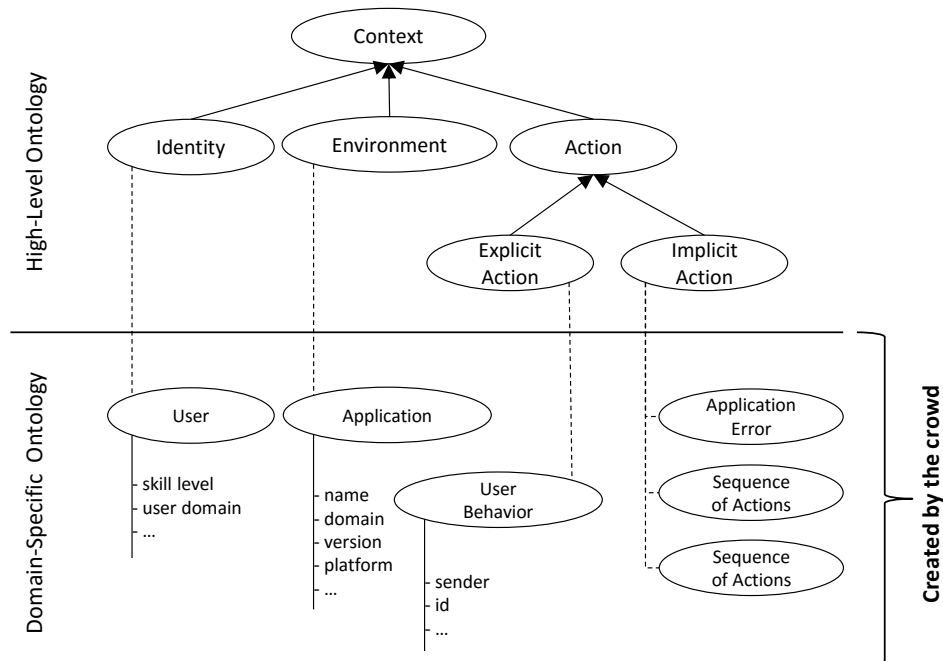 Context
High-Level Ontology
Identity
Environment
Action
Explicit
Action
Implicit
Action
Domain-Specific Ontology
User
- skill level
- user domain
- ...
Application
- name
- domain
- version
- platform
- ...
User
Behavior
- sender
- id
- ...
Application
Error
Sequence
of Actions
Sequence
of Actions
Created by the crowd